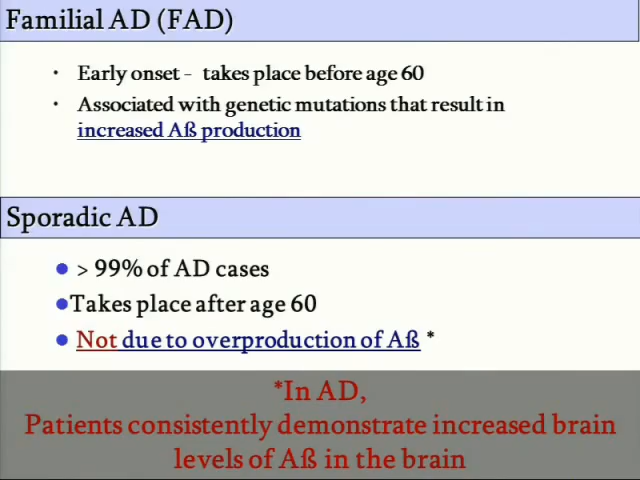 Familial AD (FAD)
· Early onset - takes place before age 60
· Associated with genetic mutations that result in
increased Aß production
Sporadic AD
● > 99% of AD cases
●Takes place after age 60
● Not due to overproduction of Aß *
*In AD,
Patients consistently demonstrate increased brain
levels of Aß in the brain